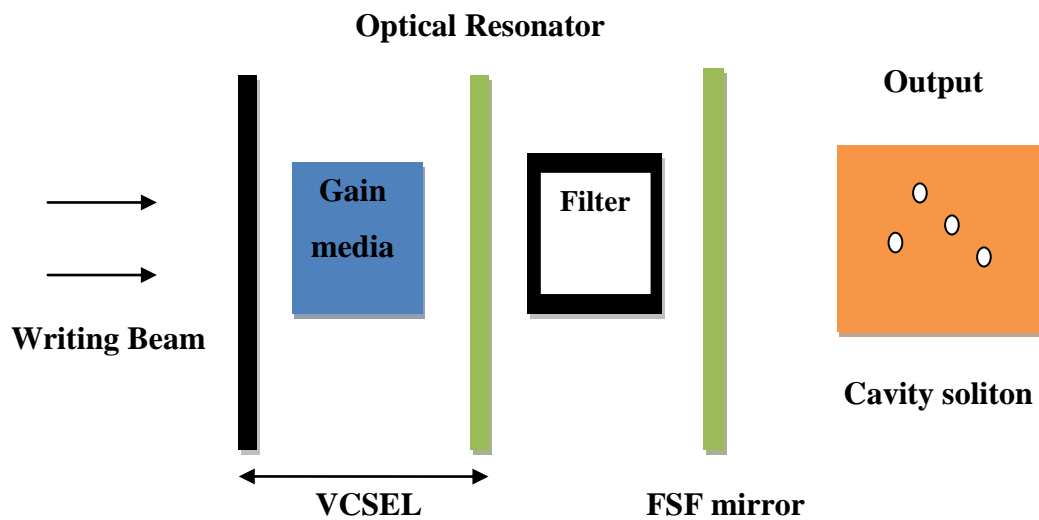 Optical Resonator
Output
Gain
media
Filter
Writing Beam
Cavity soliton
VCSEL
FSF mirror